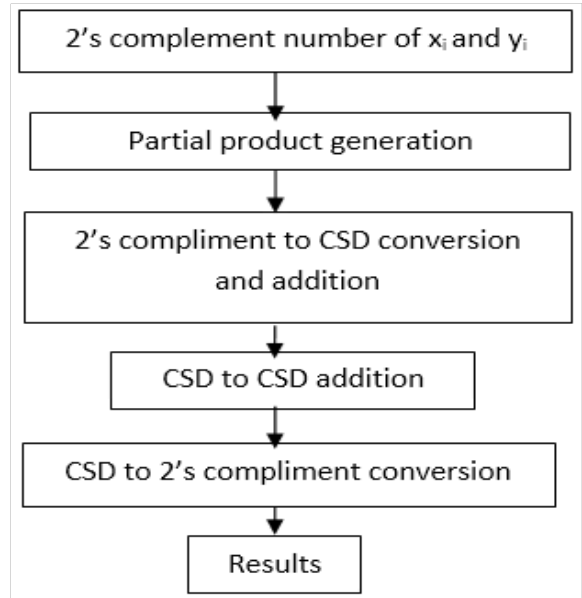 2’s complement number of xᵢ and yᵢ
Partial product generation
2’s compliment to CSD conversion
and addition
CSD to CSD addition
CSD to 2’s compliment conversion
Results